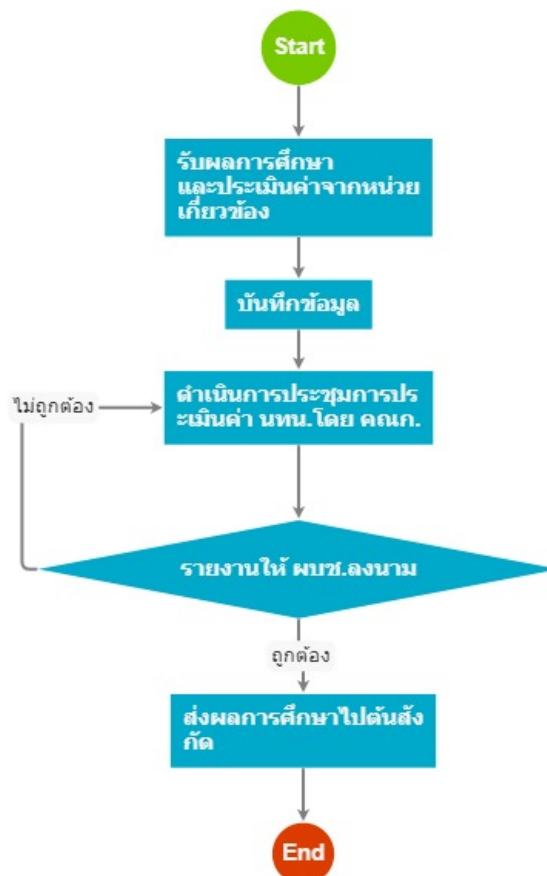 Start
รับผลการศึกษา
และประเมินค่าจากหน่วย
เกี่ยวข้อง
บันทึกข้อมูล
ไม่ถูกต้อง
ดำเนินการประชุมการปร
ะเมินค่า นทน.โดย คณก.
รายงานให้ ผบช.ลงนาม
ถูกต้อง
ส่งผลการศึกษาไปต้นสัง
กัด
End